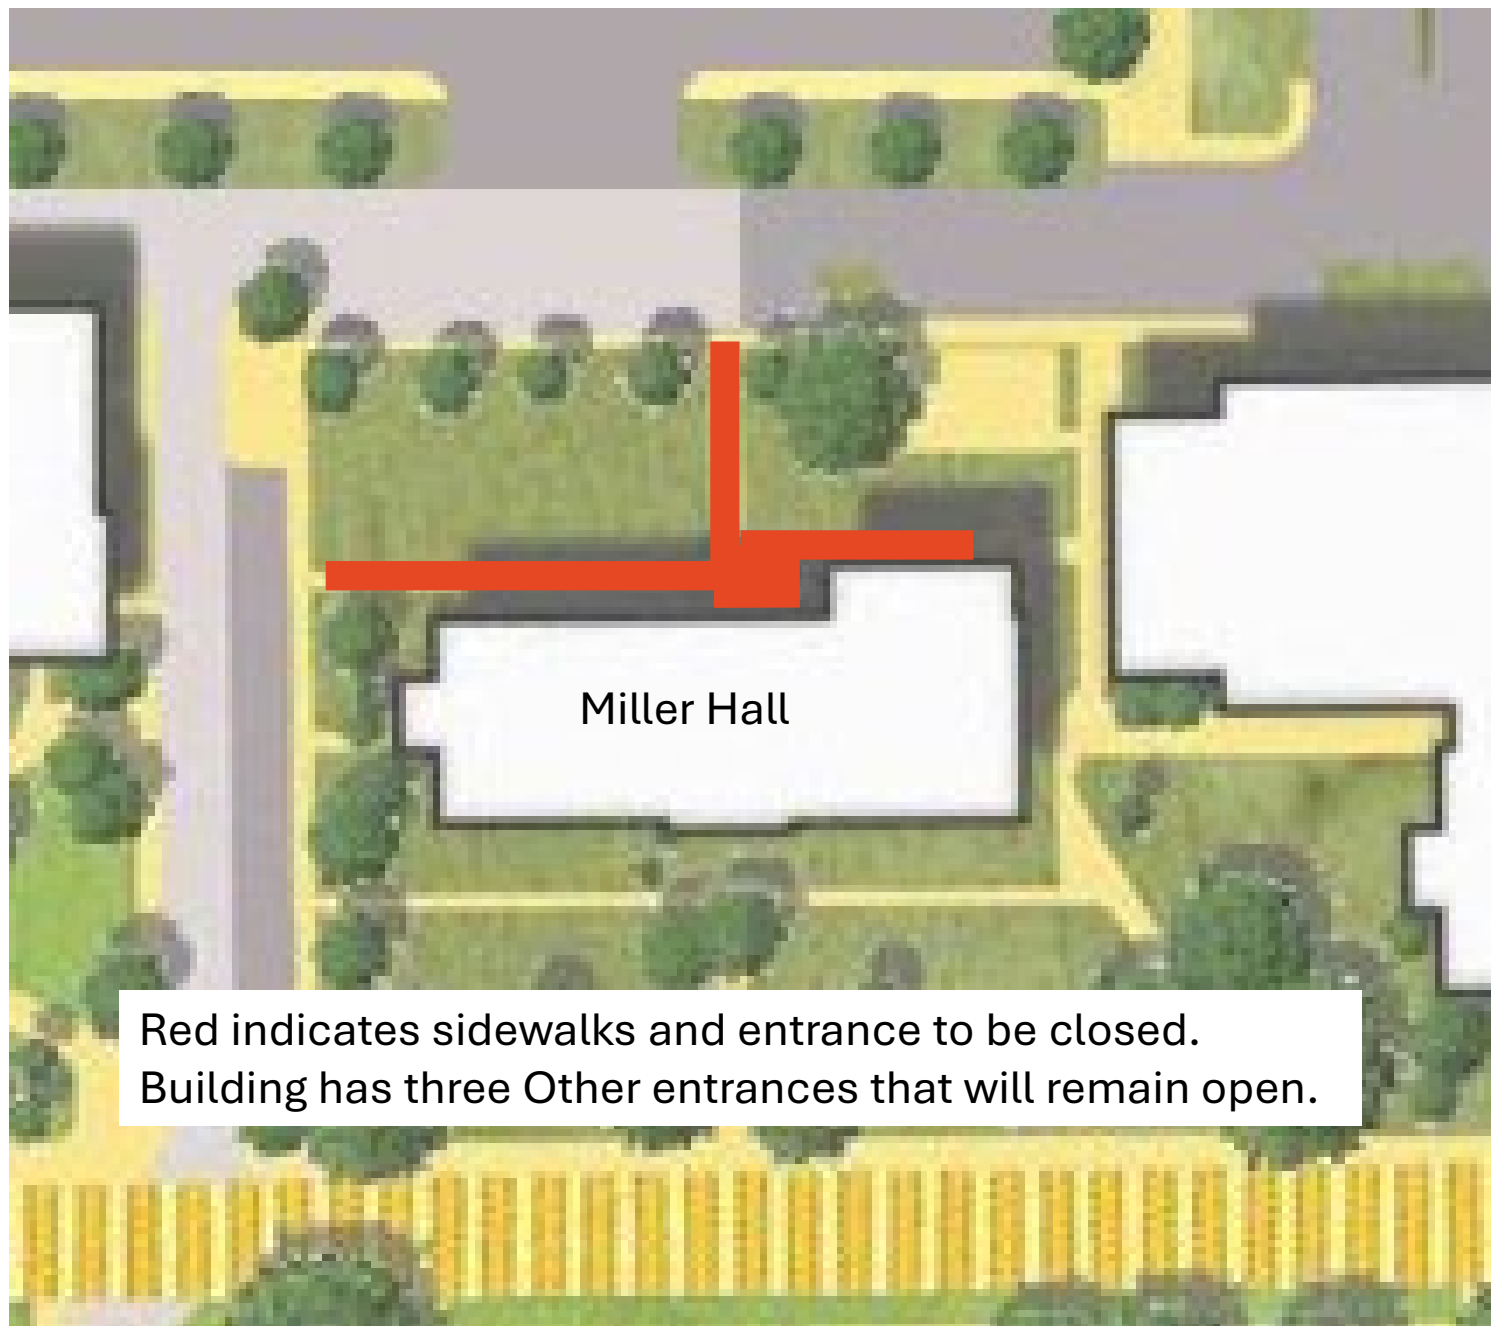 Miller Hall
Red indicates sidewalks and entrance to be closed.
Building has three Other entrances that will remain open.